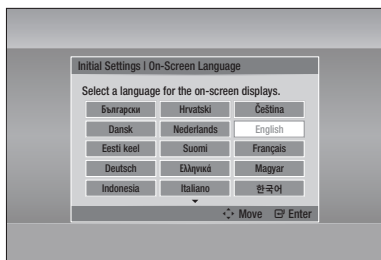 Initial Settings | On-Screen Language
Select a language for the on-screen displays.
Български Hrvatski Čeština
Dansk Nederlands English
Eesti keel Suomi Français
Deutsch Ελληνικά Magyar
Indonesia Italiano 한국어
Move Enter